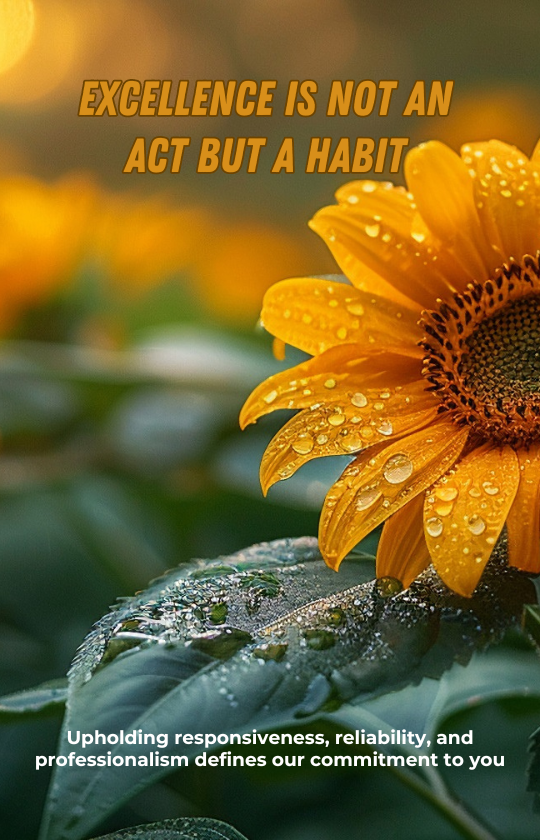 EXCELLENCE IS NOT AN
ACT BUT A HABIT
Upholding responsiveness, reliability, and
professionalism defines our commitment to you